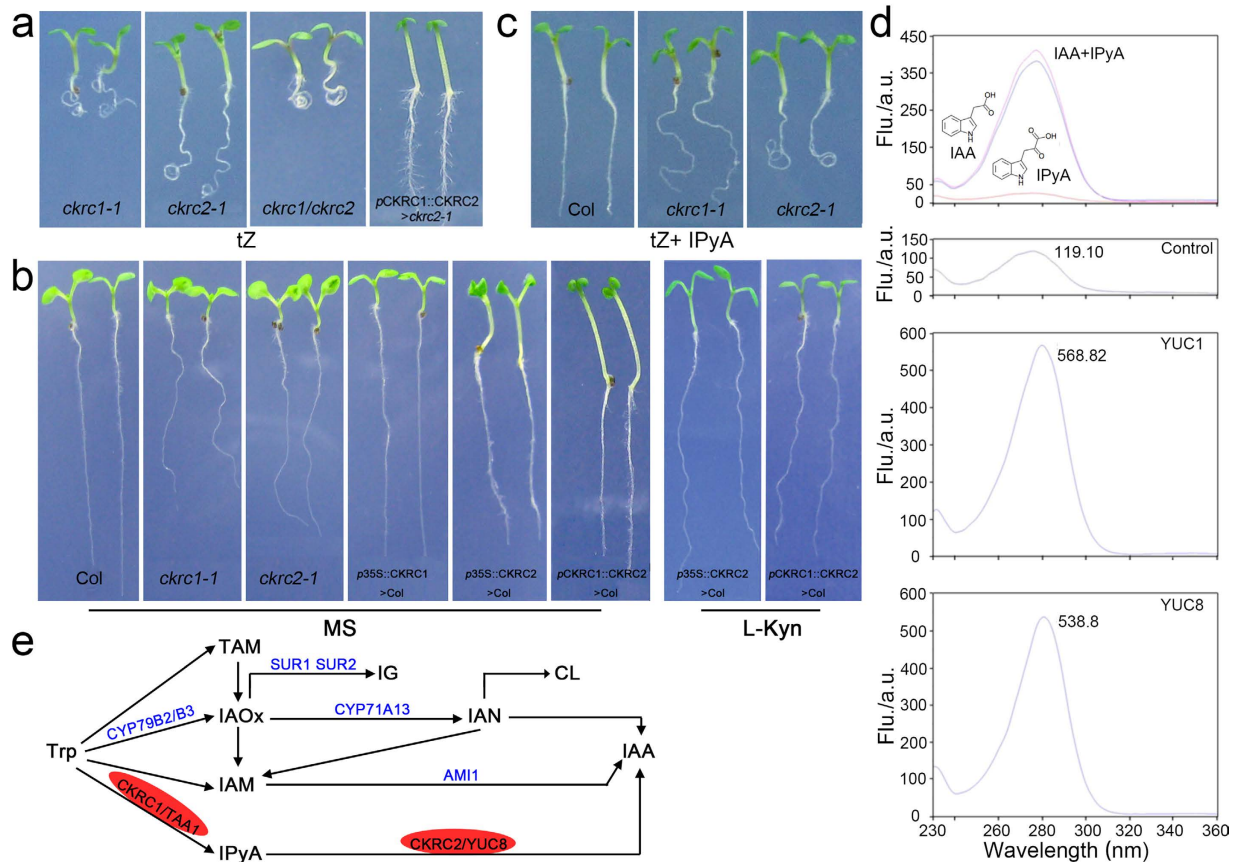 a
ckrc1-1
ckrc2-1
ckrc1/ckrc2
pCKRC1::CKRC2
>ckrc2-1
tZ
b
Col
ckrc1-1
ckrc2-1
p35S::CKRC1
>Col
p35S::CKRC2
>Col
pCKRC1::CKRC2
>Col
MS
p35S::CKRC2
>Col
pCKRC1::CKRC2
>Col
L-Kyn
c
Col
ckrc1-1
ckrc2-1
tZ+ IPyA
d
Flu./a.u.
450
350
250
150
50
0
IAA+IPyA
OH
O
N
H
IAA
OH
O
O
N
H
IPyA
Flu./a.u.
150
100
50
0
Control
119.10
Flu./a.u.
600
500
400
300
200
100
0
YUC1
568.82
Flu./a.u.
600
500
400
300
200
100
0
YUC8
538.8
230 260 280 300 320 340 360
Wavelength (nm)
e
TAM
SUR1 SUR2
IG
CL
CYP79B2/B3
IAOx
CYP71A13
IAN
Trp
IAA
IAM
AMI1
CKRC1/TAA1
IPyA
CKRC2/YUC8